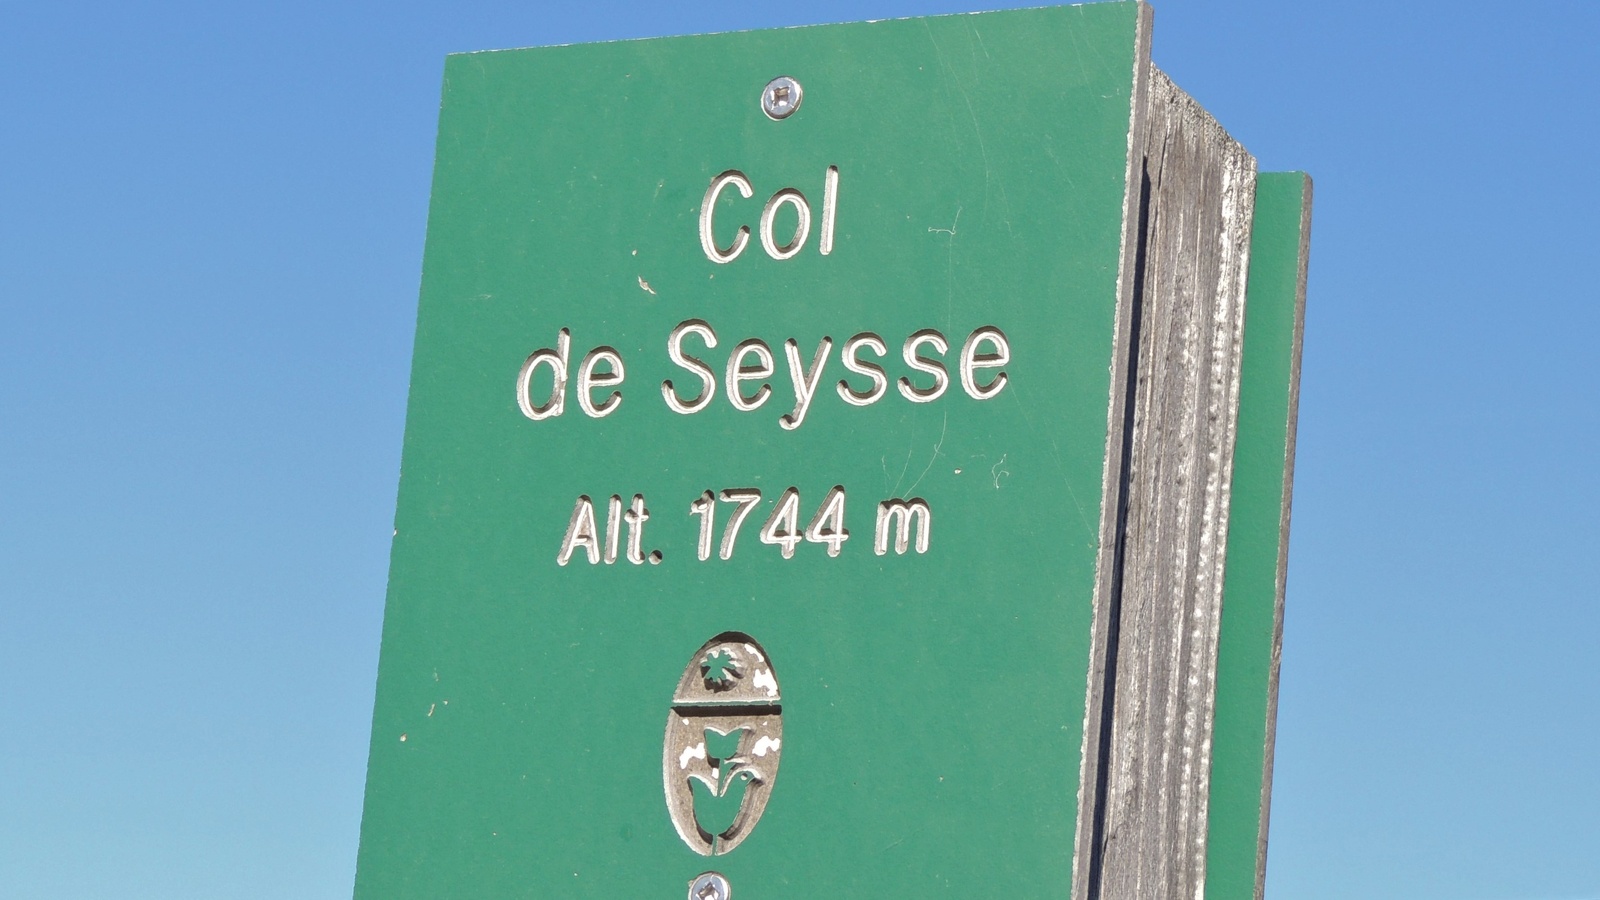 Col
de Seysse
Alt. 1744 m